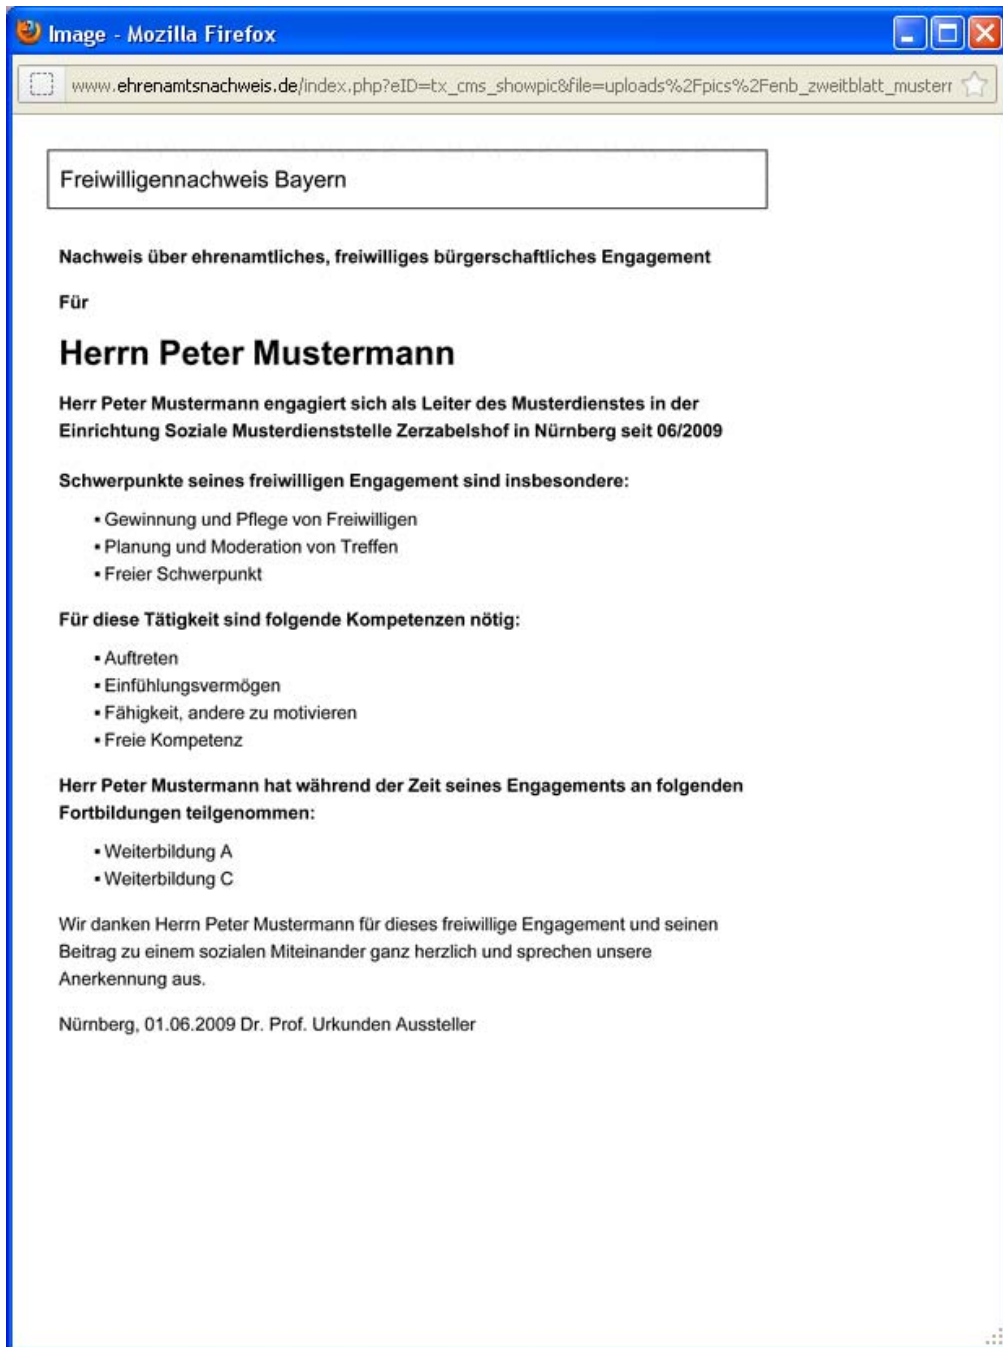 Image - Mozilla Firefox
www.ehrenamtsnachweis.de/index.php?eID=tx_cms_showpic&file=uploads%2Fpics%2Fenb_zweitblatt_musterr
Freiwilligennachweis Bayern
Nachweis über ehrenamtliches, freiwilliges bürgerschaftliches Engagement
Für
Herrn Peter Mustermann
Herr Peter Mustermann engagiert sich als Leiter des Musterdienstes in der
Einrichtung Soziale Musterdienststelle Zerzabelshof in Nürnberg seit 06/2009
Schwerpunkte seines freiwilligen Engagement sind insbesondere:
▪ Gewinnung und Pflege von Freiwilligen
▪ Planung und Moderation von Treffen
▪ Freier Schwerpunkt
Für diese Tätigkeit sind folgende Kompetenzen nötig:
▪ Auftreten
▪ Einfühlungsvermögen
▪ Fähigkeit, andere zu motivieren
▪ Freie Kompetenz
Herr Peter Mustermann hat während der Zeit seines Engagements an folgenden
Fortbildungen teilgenommen:
▪ Weiterbildung A
▪ Weiterbildung C
Wir danken Herrn Peter Mustermann für dieses freiwillige Engagement und seinen
Beitrag zu einem sozialen Miteinander ganz herzlich und sprechen unsere
Anerkennung aus.
Nürnberg, 01.06.2009 Dr. Prof. Urkunden Aussteller